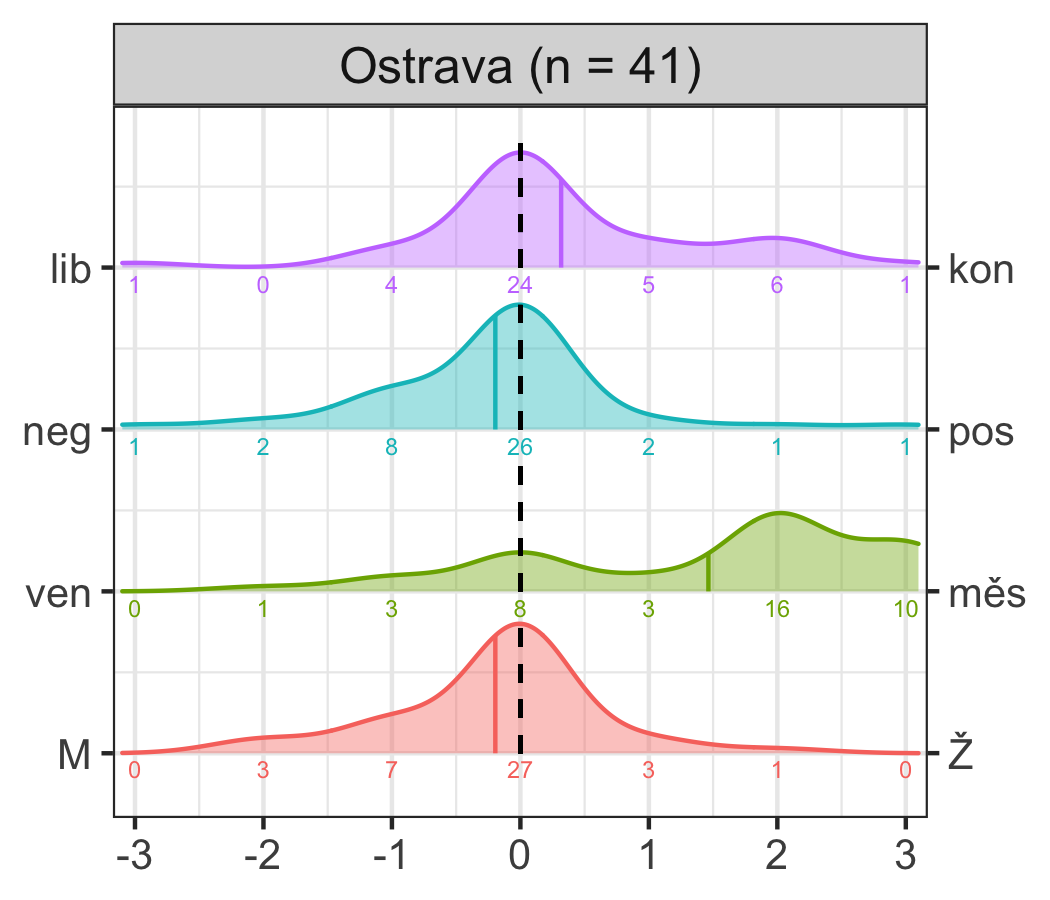 Ostrava (n = 41)
lib kon
1 0 4 24 5 6 1
neg pos
1 2 8 26 2 1 1
ven měs
0 1 3 8 3 16 10
M Ž
0 3 7 27 3 1 0
-3 -2 -1 0 1 2 3